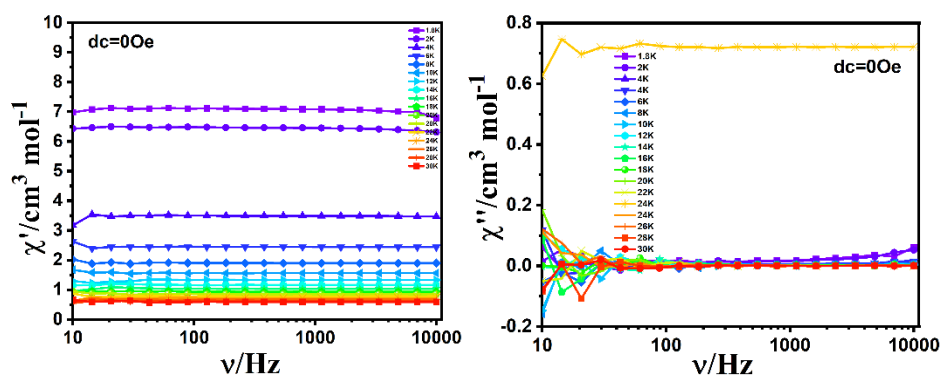 10
9
8
7
6
5
4
3
2
1
0
χ'/cm³ mol⁻¹
dc=0Oe
1.8K
2K
4K
6K
8K
10K
12K
14K
16K
18K
20K
24K
26K
28K
30K
10
100
1000
10000
ν/Hz
0.8
0.6
0.4
0.2
0.0
-0.2
χ''/cm³ mol⁻¹
dc=0Oe
1.8K
2K
4K
4K
6K
8K
10K
12K
14K
16K
18K
20K
22K
24K
24K
26K
28K
30K
10
100
1000
10000
ν/Hz